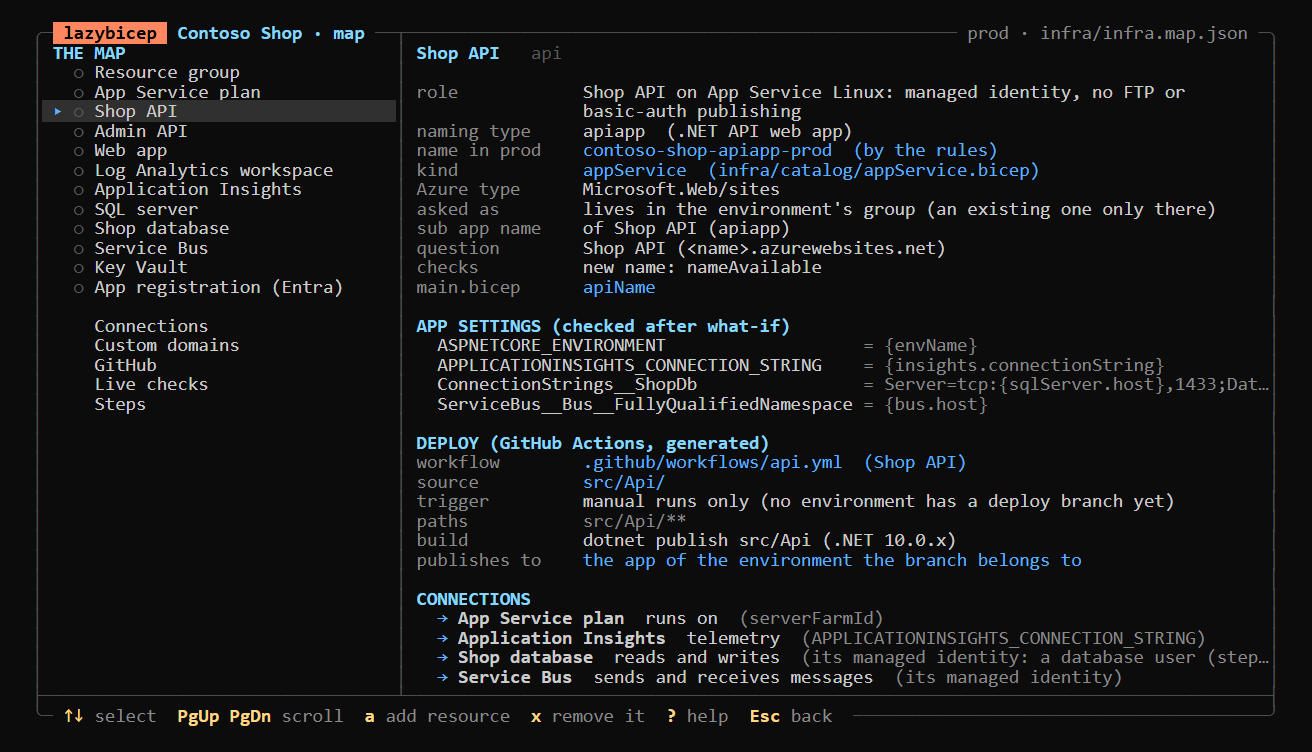 lazybicep Contoso Shop · map prod · infra/infra.map.json
THE MAP
○ Resource group
○ App Service plan
▸ ○ Shop API
○ Admin API
○ Web app
○ Log Analytics workspace
○ Application Insights
○ SQL server
○ Shop database
○ Service Bus
○ Key Vault
○ App registration (Entra)
Connections
Custom domains
GitHub
Live checks
Steps
Shop API api
role Shop API on App Service Linux: managed identity, no FTP or
basic-auth publishing
naming type apiapp (.NET API web app)
name in prod contoso-shop-apiapp-prod (by the rules)
kind appService (infra/catalog/appService.bicep)
Azure type Microsoft.Web/sites
asked as lives in the environment's group (an existing one only there)
sub app name of Shop API (apiapp)
question Shop API (<name>.azurewebsites.net)
checks new name: nameAvailable
main.bicep apiName
APP SETTINGS (checked after what-if)
ASPNETCORE_ENVIRONMENT = {envName}
APPLICATIONINSIGHTS_CONNECTION_STRING = {insights.connectionString}
ConnectionStrings__ShopDb = Server=tcp:{sqlServer.host},1433;Dat…
ServiceBus__Bus__FullyQualifiedNamespace = {bus.host}
DEPLOY (GitHub Actions, generated)
workflow .github/workflows/api.yml (Shop API)
source src/Api/
trigger manual runs only (no environment has a deploy branch yet)
paths src/Api/**
build dotnet publish src/Api (.NET 10.0.x)
publishes to the app of the environment the branch belongs to
CONNECTIONS
→ App Service plan runs on (serverFarmId)
→ Application Insights telemetry (APPLICATIONINSIGHTS_CONNECTION_STRING)
→ Shop database reads and writes (its managed identity: a database user (step…
→ Service Bus sends and receives messages (its managed identity)
↑↓ select PgUp PgDn scroll a add resource x remove it ? help Esc back